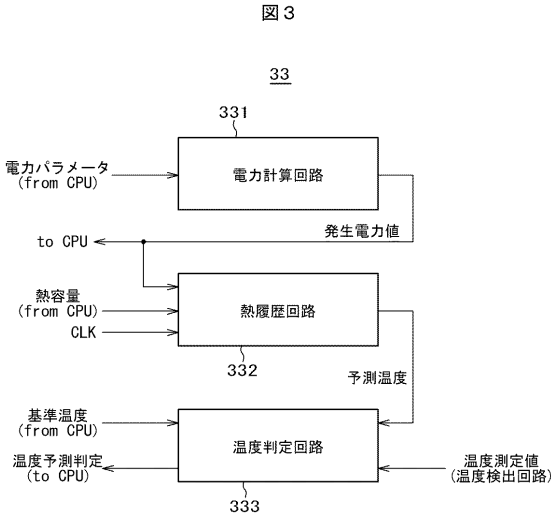 図3
33
331
電力パラメータ
(from CPU)
電力計算回路
発生電力値
to CPU
熱容量
(from CPU)
CLK
熱履歴回路
332
予測温度
基準温度
(from CPU)
温度予測判定
(to CPU)
温度判定回路
温度測定値
(温度検出回路)
333